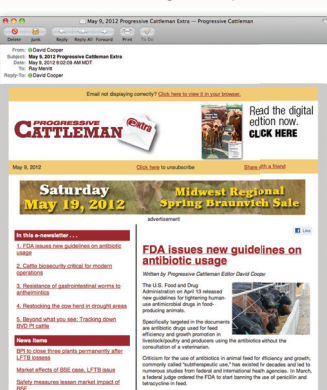 May 9, 2012 Progressive Cattleman Extra — Progressive Cattleman
Delete Junk Reply Reply All Forward Print To Do
From: David Cooper
Subject: May 9, 2012 Progressive Cattleman Extra
Date: May 9, 2012 6:02:05 AM MDT
To: Ray Merritt
Reply-To: David Cooper
Email not displaying correctly? Click here to view it in your browser.
PROGRESSIVE
CATTLEMAN
Extra
Read the digital
edition now.
CLICK HERE
May 9, 2012
Click here to unsubscribe
Share with a friend
Saturday
May 19, 2012
Midwest Regional
Spring Braunvieh Sale
advertisement
Like
In this e-newsletter . . .
1. FDA issues new guidelines on antibiotic
usage
2. Cattle biosecurity critical for modern
operations
3. Resistance of gastrointestinal worms to
anthelmintics
4. Restocking the cow herd in drought areas
5. Beyond what you see: Tracking down
BVD PI cattle
News Items
BPI to close three plants permanently after
LFTB losses
Market effects of BSE case, LFTB issue
Safety measures lessen market impact of
BSE
FDA issues new guidelines on
antibiotic usage
Written by Progressive Cattleman Editor David Cooper
The U.S. Food and Drug
Administration on April 13 released
new guidelines for tightening human-
use antimicrobial drugs in food-
producing animals.
Specifically targeted in the documents
are antibiotic drugs used for feed
efficiency and growth promotion in
livestock/poultry and producers using the antibiotics without the
consultation of a veterinarian.
Criticism for the use of antibiotics in animal feed for efficiency and growth,
commonly called "subtherapeutic use," has existed for decades and led to
numerous studies from federal and international health agencies. In March,
a federal judge ordered the FDA to start banning the use of penicillin and
tetracycline in feed.